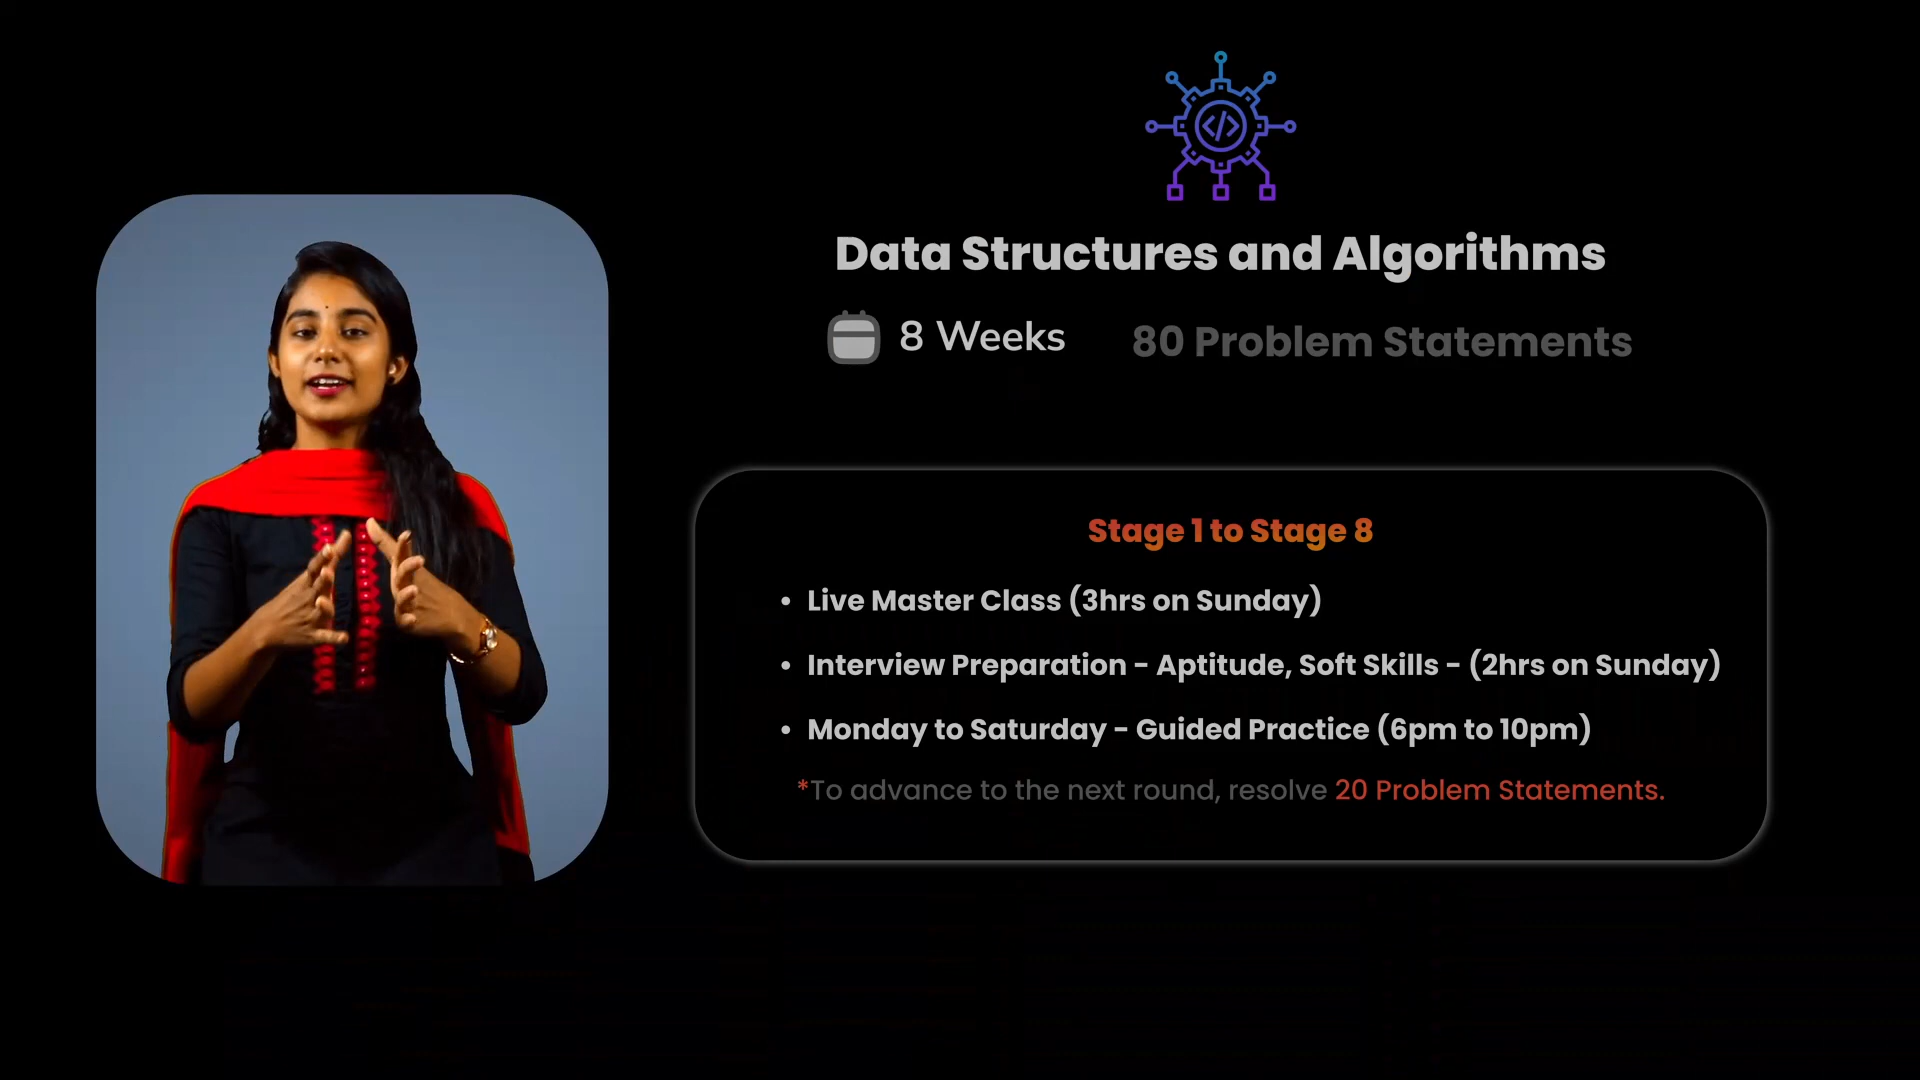 Data Structures and Algorithms
8 Weeks
80 Problem Statements
Stage 1 to Stage 8
• Live Master Class (3hrs on Sunday)
• Interview Preparation - Aptitude, Soft Skills - (2hrs on Sunday)
• Monday to Saturday - Guided Practice (6pm to 10pm)
*To advance to the next round, resolve 20 Problem Statements.